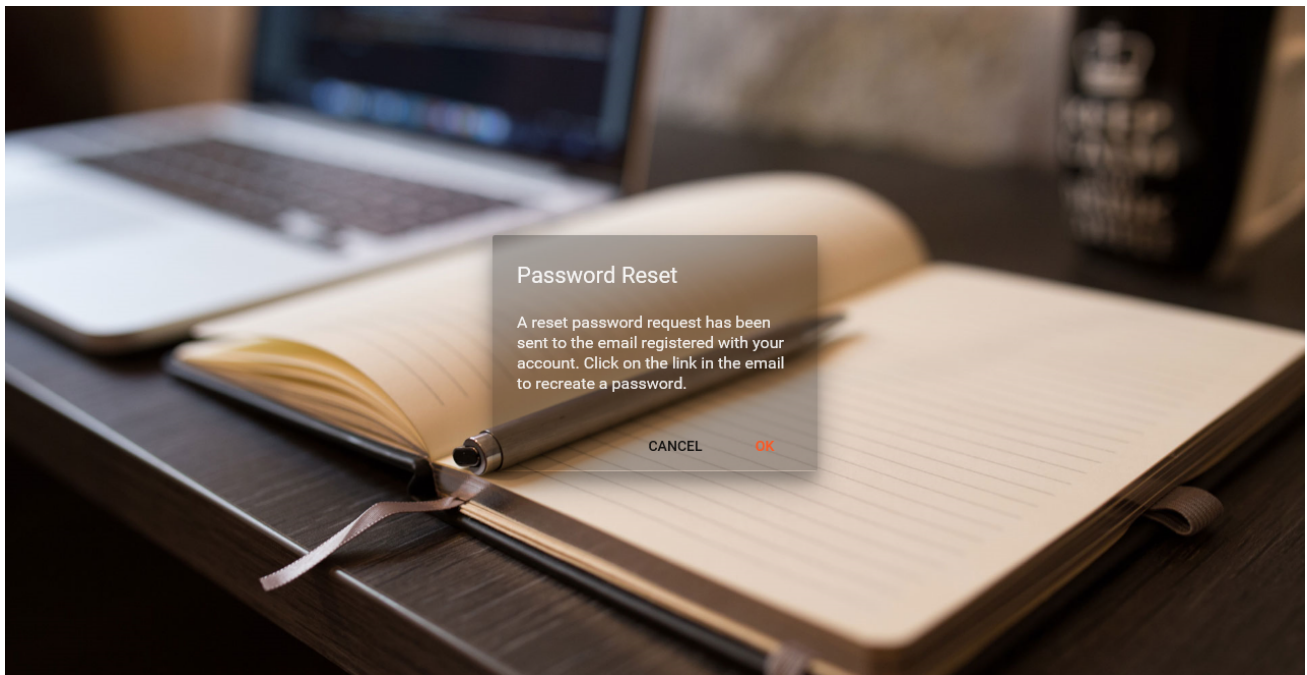 Password Reset
A reset password request has been
sent to the email registered with your
account. Click on the link in the email
to recreate a password.
CANCEL
OK